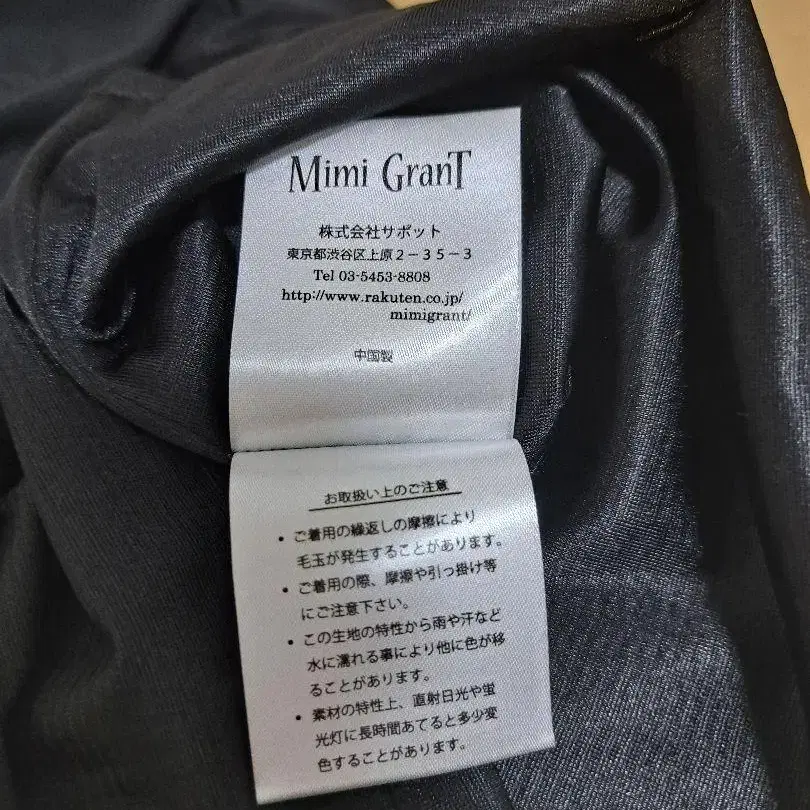 Mimi GranT
株式会社サポット
東京都渋谷区上原2-35-3
Tel 03-5453-8808
http://www.rakuten.co.jp/
mimigrant/
中国製
お取扱い上のご注意
・ご着用の繰返しの摩擦により
毛玉が発生することがあります。
・ご着用の際、摩擦や引っ掛け等
にご注意下さい。
・この生地の特性から雨や汗など
水に濡れる事により他に色が移
ることがあります。
・素材の特性上、直射日光や蛍
光灯に長時間あてると多少変
色することがあります。